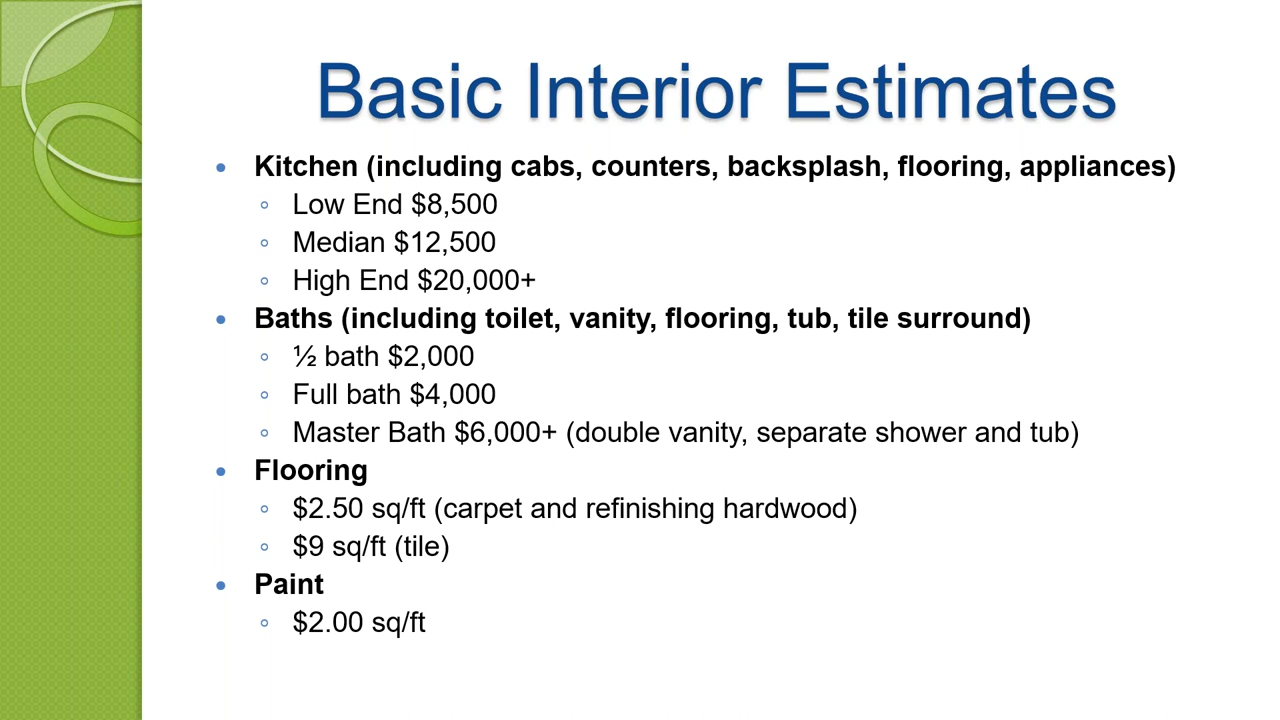 Basic Interior Estimates
• Kitchen (including cabs, counters, backsplash, flooring, appliances)
◦ Low End $8,500
◦ Median $12,500
◦ High End $20,000+
• Baths (including toilet, vanity, flooring, tub, tile surround)
◦ ½ bath $2,000
◦ Full bath $4,000
◦ Master Bath $6,000+ (double vanity, separate shower and tub)
• Flooring
◦ $2.50 sq/ft (carpet and refinishing hardwood)
◦ $9 sq/ft (tile)
• Paint
◦ $2.00 sq/ft